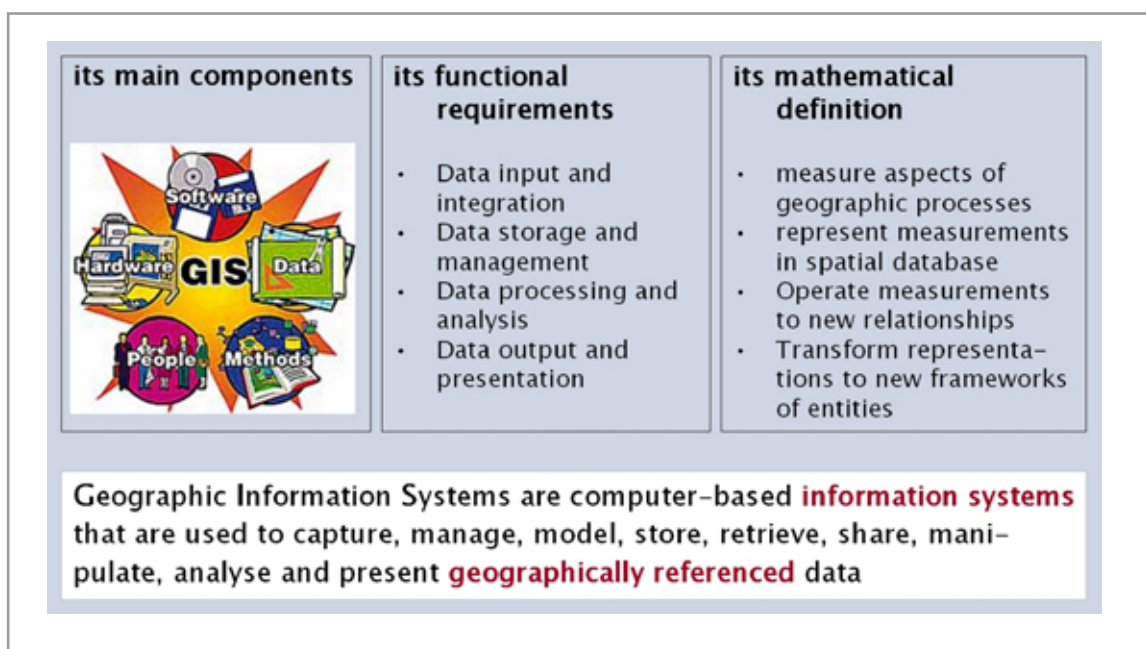 its main components
Software
Hardware
GIS
Data
People
Methods
its functional
requirements
• Data input and
integration
• Data storage and
management
• Data processing and
analysis
• Data output and
presentation
its mathematical
definition
• measure aspects of
geographic processes
• represent measurements
in spatial database
• Operate measurements
to new relationships
• Transform representa-
tions to new frameworks
of entities
Geographic Information Systems are computer-based information systems
that are used to capture, manage, model, store, retrieve, share, mani-
pulate, analyse and present geographically referenced data